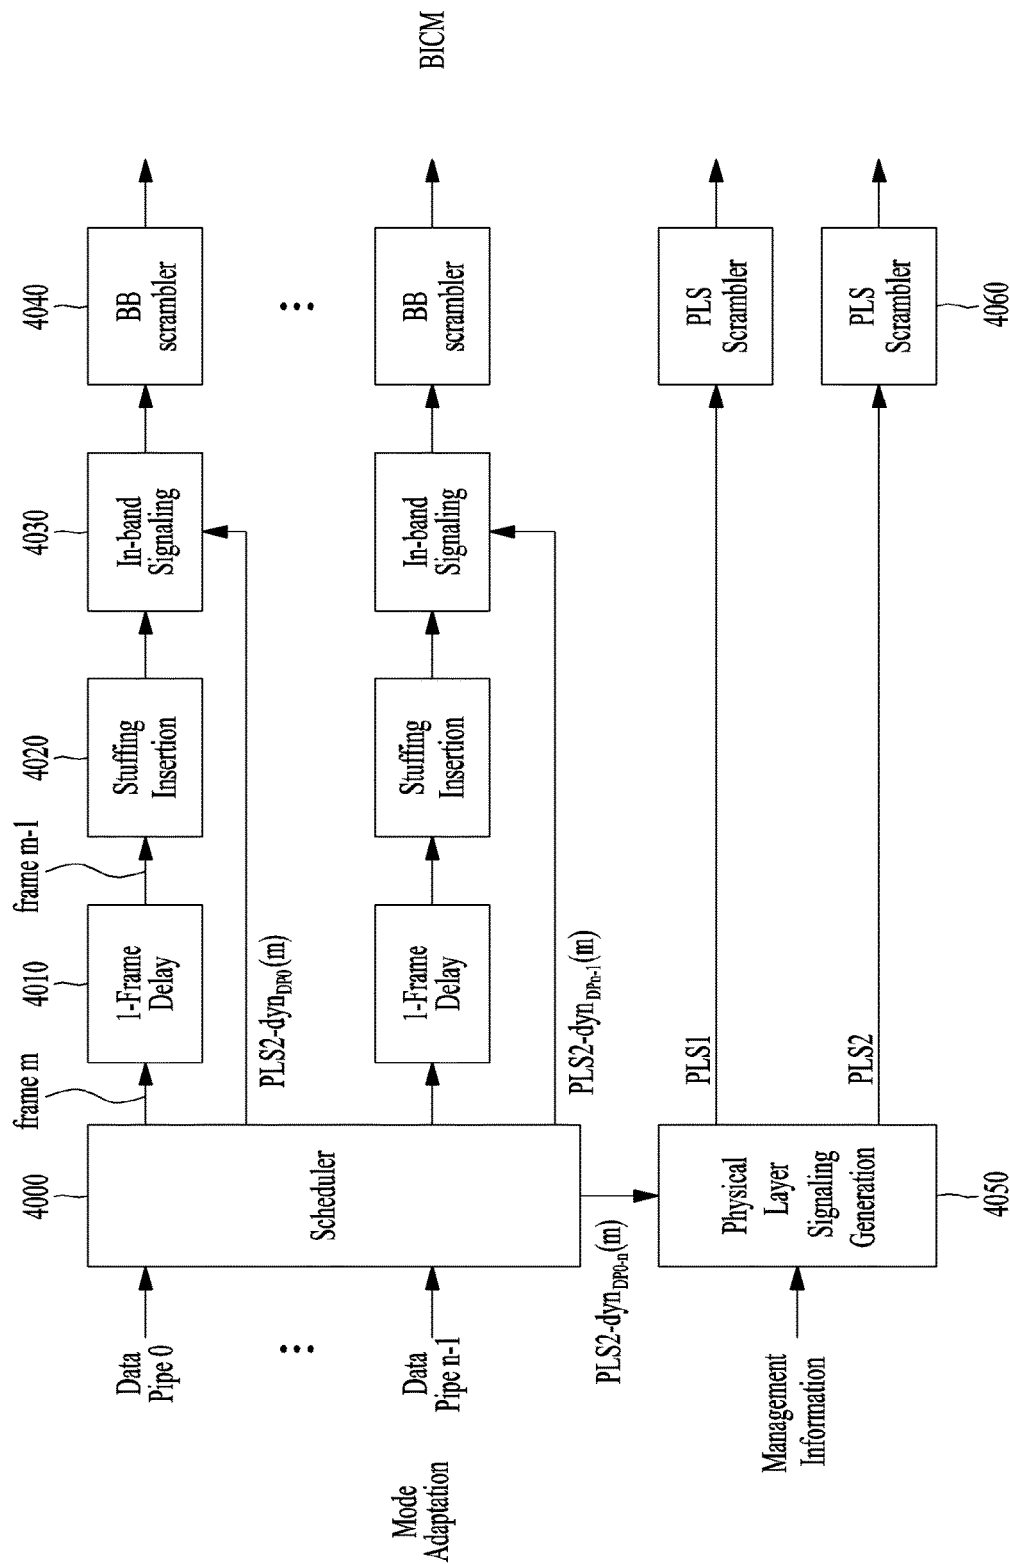 Mode
Adaptation
BICM
Data
Pipe 0
4000
Scheduler
frame m
4010
1-Frame
Delay
frame m-1
4020
Stuffing
Insertion
4030
In-band
Signaling
4040
BB
scrambler
PLS2-dynDP0(m)
•••
•••
Data
Pipe n-1
1-Frame
Delay
Stuffing
Insertion
In-band
Signaling
BB
scrambler
PLS2-dynDPn-1(m)
PLS2-dynDP0-n(m)
Management
Information
Physical
Layer
Signaling
Generation
4050
PLS1
PLS
Scrambler
PLS2
PLS
Scrambler
4060